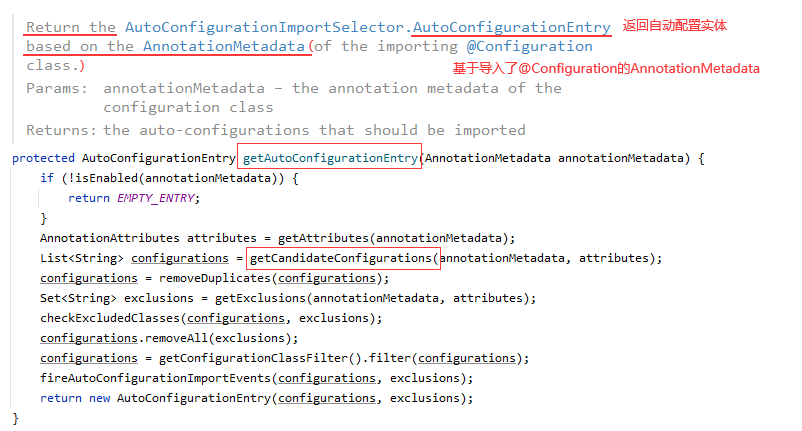 Return the AutoConfigurationImportSelector.AutoConfigurationEntry 返回自动配置实体
based on the AnnotationMetadata(of the importing @Configuration
class.) 基于导入了@Configuration的AnnotationMetadata
Params: annotationMetadata – the annotation metadata of the
configuration class
Returns: the auto-configurations that should be imported
protected AutoConfigurationEntry getAutoConfigurationEntry(AnnotationMetadata annotationMetadata) {
if (!isEnabled(annotationMetadata)) {
return EMPTY_ENTRY;
}
AnnotationAttributes attributes = getAttributes(annotationMetadata);
List<String> configurations = getCandidateConfigurations(annotationMetadata, attributes);
configurations = removeDuplicates(configurations);
Set<String> exclusions = getExclusions(annotationMetadata, attributes);
checkExcludedClasses(configurations, exclusions);
configurations.removeAll(exclusions);
configurations = getConfigurationClassFilter().filter(configurations);
fireAutoConfigurationImportEvents(configurations, exclusions);
return new AutoConfigurationEntry(configurations, exclusions);
}